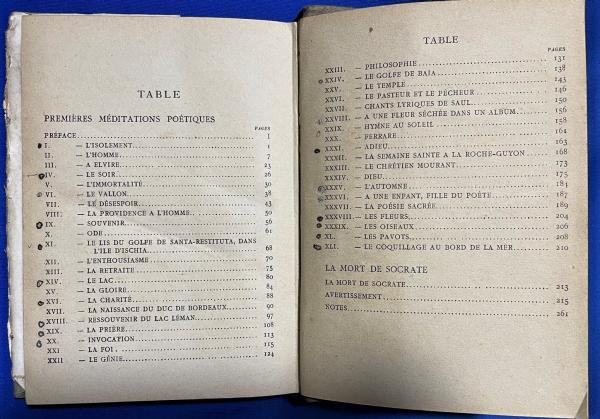 TABLE
PREMIÈRES MÉDITATIONS POÉTIQUES
PAGES
PRÉFACE 1
I. — L'ISOLEMENT 1
II. — L'HOMME 7
III. — A ELVIRE 23
IV. — LE SOIR 26
V. — L'IMMORTALITÉ 30
VI. — LE VALLON 38
VII. — LE DÉSESPOIR 43
VIII. — LA PROVIDENCE A L'HOMME 50
IX. — SOUVENIR 56
X. — ODE 61
XI. — LE LIS DU GOLFE DE SANTA-RESTITUTA, DANS
L'ILE D'ISCHIA 68
XII. — L'ENTHOUSIASME 70
XIII. — LA RETRAITE 75
XIV. — LE LAC 80
XV. — LA GLOIRE 84
XVI. — LA CHARITÉ 88
XVII. — LA NAISSANCE DU DUC DE BORDEAUX 90
XVIII. — RESSOUVENIR DU LAC LÉMAN 97
XIX. — LA PRIÈRE 108
XX. — INVOCATION 113
XXI — LA FOI 115
XXII — LE GÉNIE 124
TABLE
PAGES
XXIII. — PHILOSOPHIE 131
XXIV. — LE GOLFE DE BAIA 138
XXV. — LE TEMPLE 143
XXVI. — LE PASTEUR ET LE PÉCHEUR 146
XXVII. — CHANTS LYRIQUES DE SAUL 150
XXVIII. — A UNE FLEUR SÉCHÉE DANS UN ALBUM 156
XXIX. — HYMNE AU SOLEIL 158
XXX. — FERRARE 161
XXXI. — ADIEU 163
XXXII. — LA SEMAINE SAINTE A LA ROCHE-GUYON 168
XXXIII. — LE CHRÉTIEN MOURANT 173
XXXIV. — DIEU 175
XXXV. — L'AUTOMNE 184
XXXVI. — A UNE ENFANT, FILLE DU POÈTE 187
XXXVII. — LA POÉSIE SACRÉE 189
XXXVIII. — LES FLEURS 204
XXXIX. — LES OISEAUX 206
XL. — LES PAVOTS 208
XLI. — LE COQUILLAGE AU BORD DE LA MER 210
LA MORT DE SOCRATE
LA MORT DE SOCRATE 213
AVERTISSEMENT 215
NOTES 261